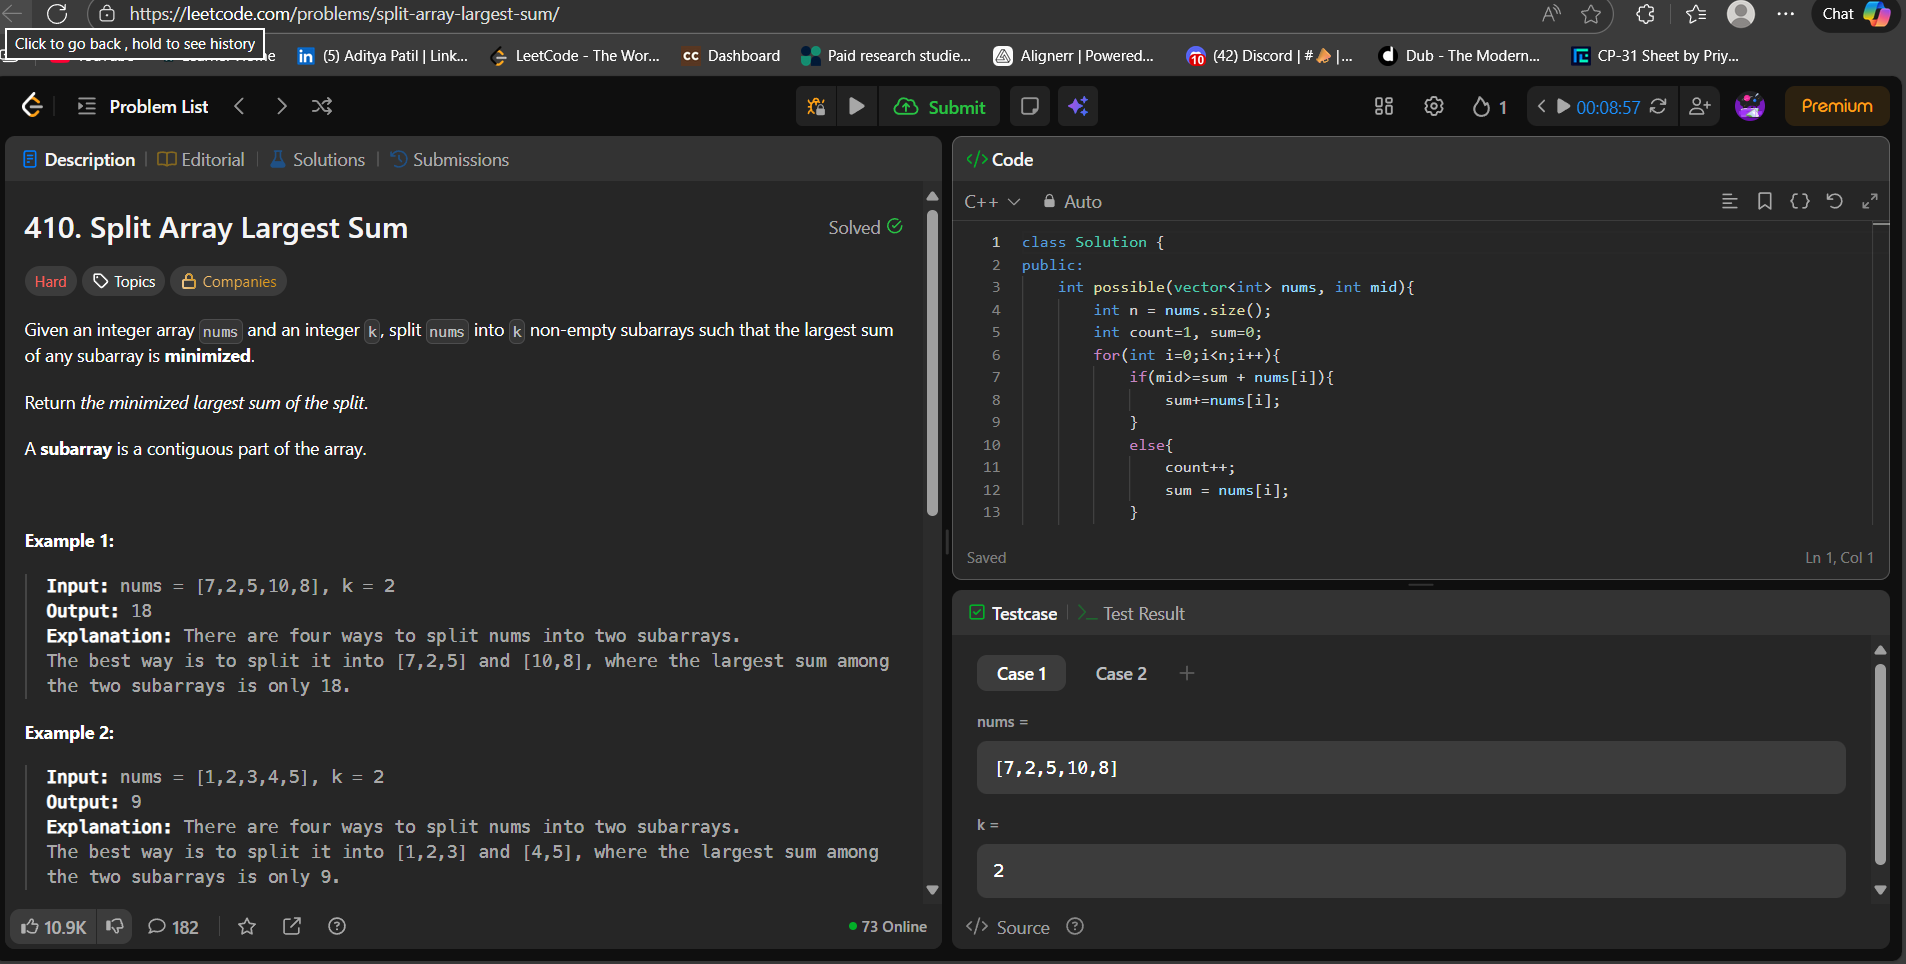 https://leetcode.com/problems/split-array-largest-sum/
Chat
Click to go back, hold to see history
(5) Aditya Patil | Link...
LeetCode - The Wor...
CC Dashboard
Paid research studie...
Alignerr | Powered...
10 (42) Discord | # |...
Dub - The Modern...
CP-31 Sheet by Priy...
Problem List
Submit
1
00:08:57
Premium
Description
Editorial
Solutions
Submissions
410. Split Array Largest Sum
Solved
Hard
Topics
Companies
Given an integer array nums and an integer k, split nums into k non-empty subarrays such that the largest sum
of any subarray is minimized.
Return the minimized largest sum of the split.
A subarray is a contiguous part of the array.
Example 1:
Input: nums = [7,2,5,10,8], k = 2
Output: 18
Explanation: There are four ways to split nums into two subarrays.
The best way is to split it into [7,2,5] and [10,8], where the largest sum among
the two subarrays is only 18.
Example 2:
Input: nums = [1,2,3,4,5], k = 2
Output: 9
Explanation: There are four ways to split nums into two subarrays.
The best way is to split it into [1,2,3] and [4,5], where the largest sum among
the two subarrays is only 9.
10.9K
182
73 Online
</> Code
C++
Auto
1 class Solution {
2 public:
3 int possible(vector<int> nums, int mid){
4 int n = nums.size();
5 int count=1, sum=0;
6 for(int i=0;i<n;i++){
7 if(mid>=sum + nums[i]){
8 sum+=nums[i];
9 }
10 else{
11 count++;
12 sum = nums[i];
13 }
Saved
Ln 1, Col 1
Testcase
>_ Test Result
Case 1
Case 2
+
nums =
[7,2,5,10,8]
k =
2
</> Source